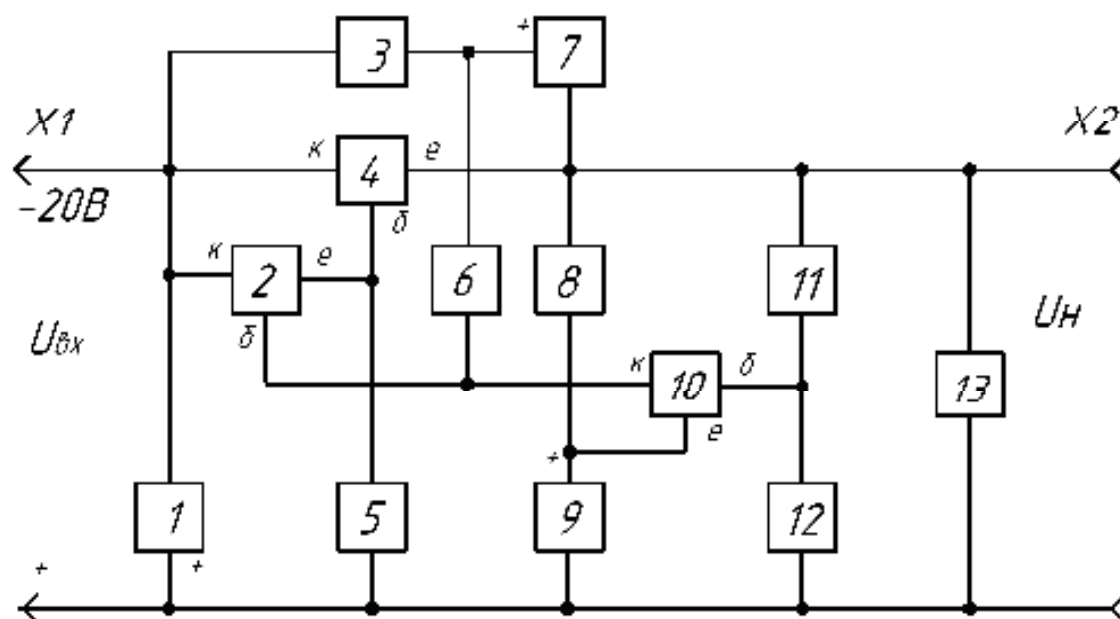 3
+ 7
X1 к 4 е X2
-20В б
к 2 е 6 8 11
Uвх б Uн
к 10 б 13
е
+
1 5 9 12
+ +